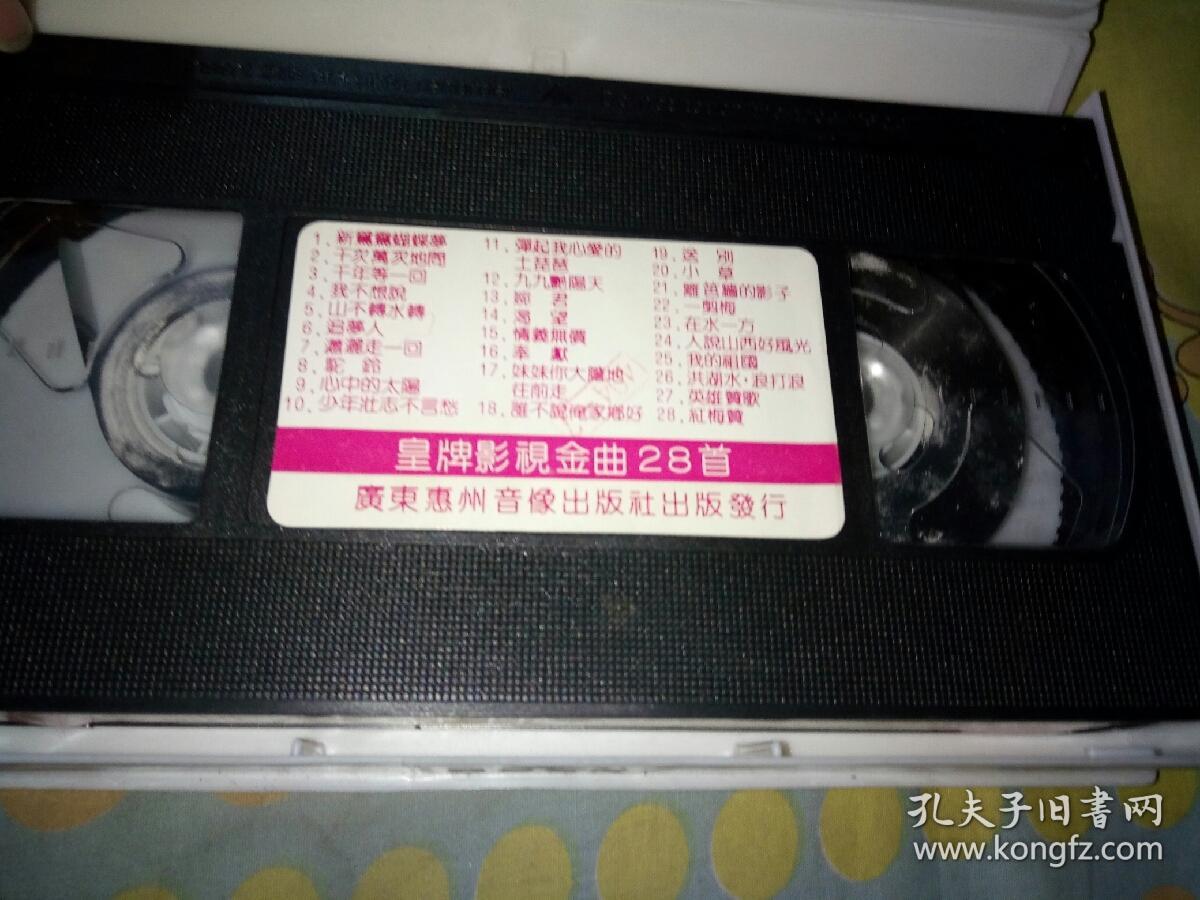 1、新鴛鴦蝴蝶夢
2、千次萬次地問
3、千年等一回
4、我不想說
5、山不轉水轉
6、追夢人
7、瀟灑走一回
8、駝 鈴
9、心中的太陽
10、少年壯志不言愁
11、彈起我心愛的
土琵琶
12、九九艷陽天
13、
14、渴 望
15、情義無價
16、奉 獻
17、妹妹你大膽地
往前走
18、誰不說俺家鄉好
19、送 別
20、小 草
21、籬笆牆的影子
22、一剪梅
23、在水一方
24、人說山西好風光
25、我的祖國
26、洪湖水·浪打浪
27、英雄贊歌
28、紅梅贊
皇牌影視金曲28首
廣東惠州音像出版社出版發行
孔夫子旧書网
www.kongfz.com